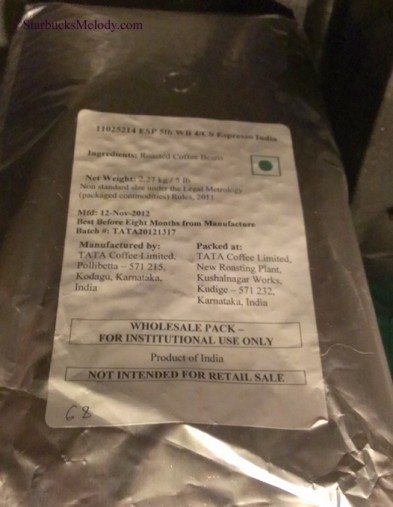 StarbucksMelody.com
11025214 ESP 5lb WB 4/CS Espresso India
Ingredients: Roasted Coffee Beans
Net Weight: 2.27 kg / 5 lb
Non standard size under the Legal Metrology
(packaged commodities) Rules, 2011
Mfd: 12-Nov-2012
Best Before Eight Months from Manufacture
Batch #: TATA20121317
Manufactured by:
TATA Coffee Limited,
Pollibetta – 571 215,
Kodagu, Karnataka,
India
Packed at:
TATA Coffee Limited,
New Roasting Plant,
Kushalnagar Works,
Kudige – 571 232,
Karnataka, India
WHOLESALE PACK –
FOR INSTITUTIONAL USE ONLY
Product of India
NOT INTENDED FOR RETAIL SALE
68